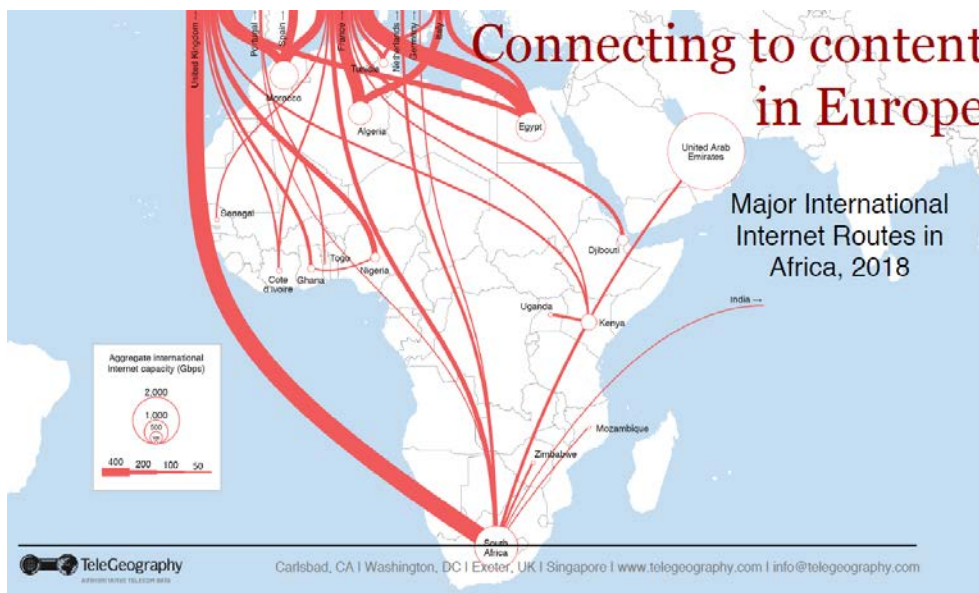 Connecting to content
in Europe
Major International
Internet Routes in
Africa, 2018
United Kingdom →
Portugal →
Spain →
France →
Netherlands →
Germany →
Italy
Morocco
Tunisia
Algeria
Egypt
United Arab
Emirates
Senegal
Cote
d'Ivoire
Ghana
Togo
Nigeria
Djibouti
Uganda
Kenya
India →
Mozambique
Zimbabwe
South
Africa
Aggregate international
Internet capacity (Gbps)
2,000
1,000
500
400 200 100 50
TeleGeography
Carlsbad, CA I Washington, DC I Exeter, UK I Singapore I www.telegeography.com I info@telegeography.com